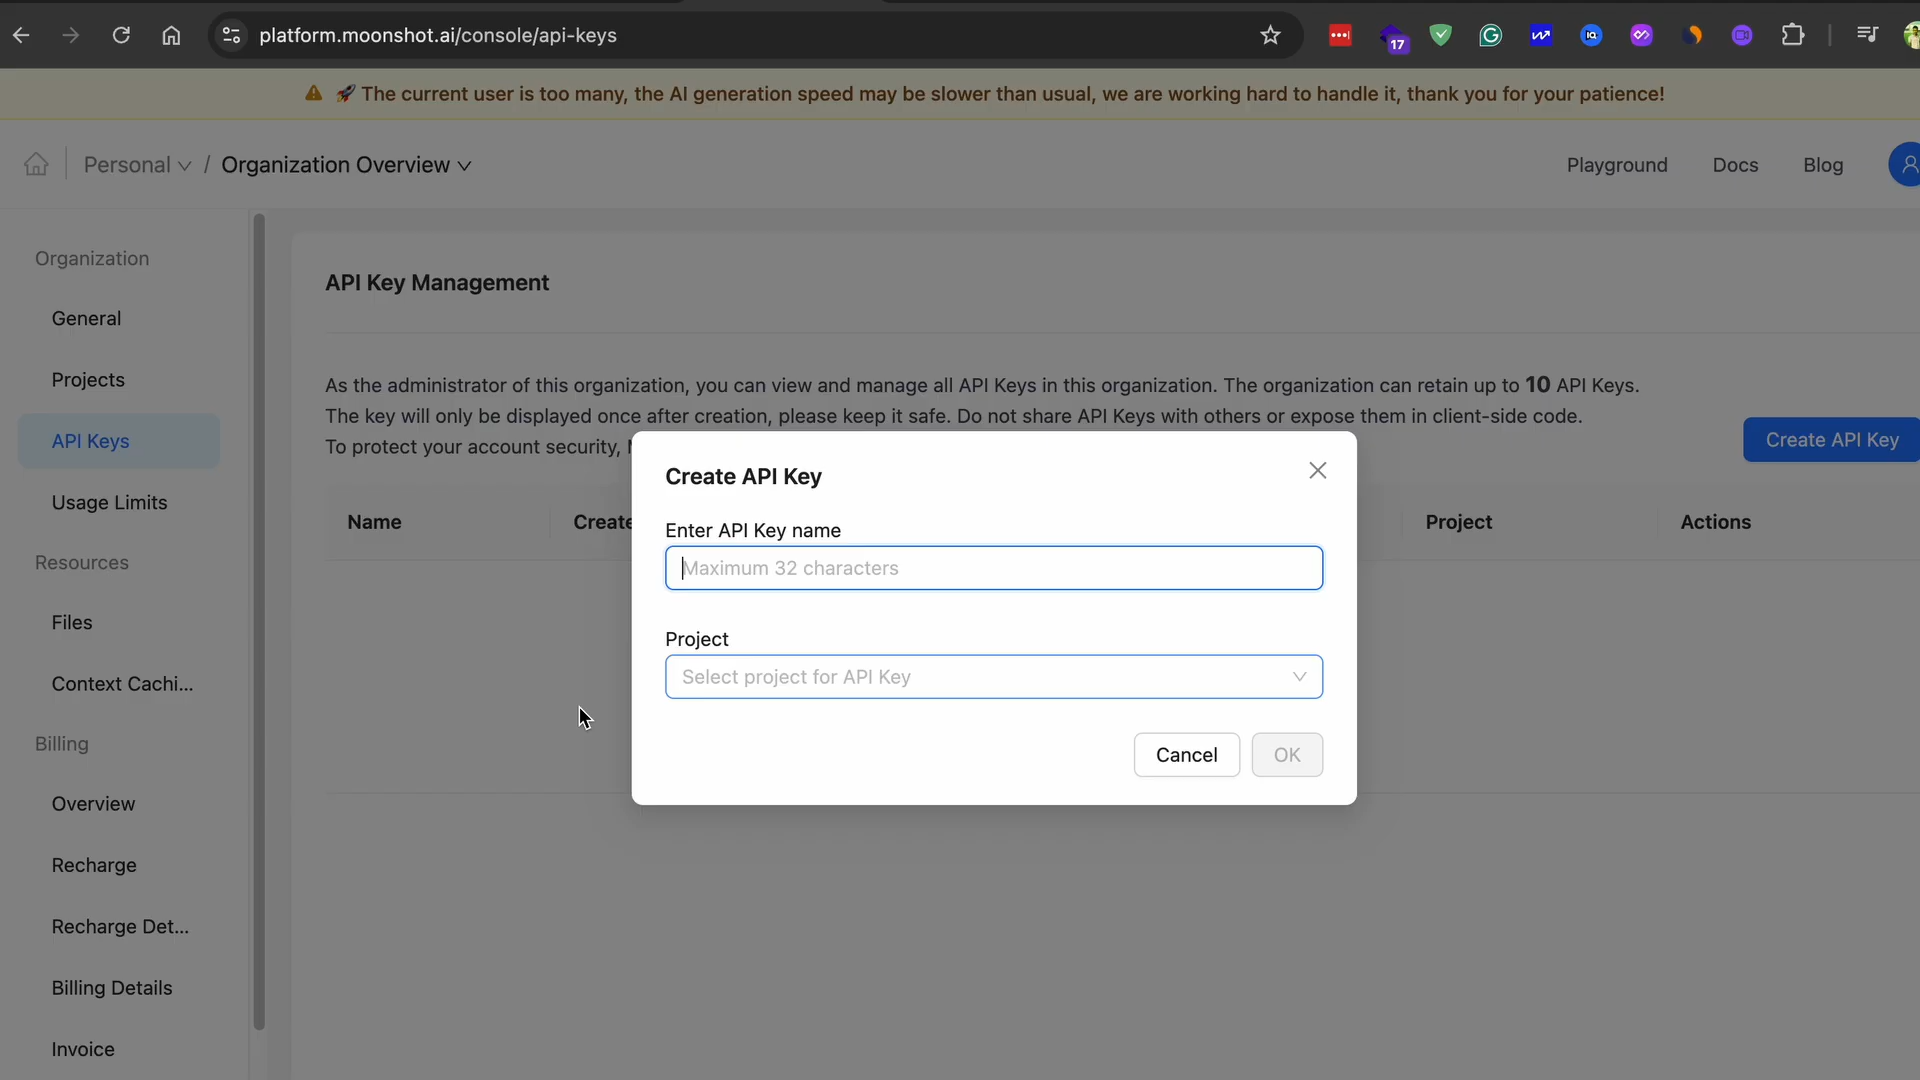 platform.moonshot.ai/console/api-keys
17
IQ
🚀 The current user is too many, the AI generation speed may be slower than usual, we are working hard to handle it, thank you for your patience!
Personal / Organization Overview
Playground
Docs
Blog
Organization
General
Projects
API Keys
Usage Limits
Resources
Files
Context Cachi...
Billing
Overview
Recharge
Recharge Det...
Billing Details
Invoice
API Key Management
As the administrator of this organization, you can view and manage all API Keys in this organization. The organization can retain up to 10 API Keys.
The key will only be displayed once after creation, please keep it safe. Do not share API Keys with others or expose them in client-side code.
To protect your account security,
Create API Key
Name
Create
Project
Actions
Create API Key
Enter API Key name
Maximum 32 characters
Project
Select project for API Key
Cancel
OK